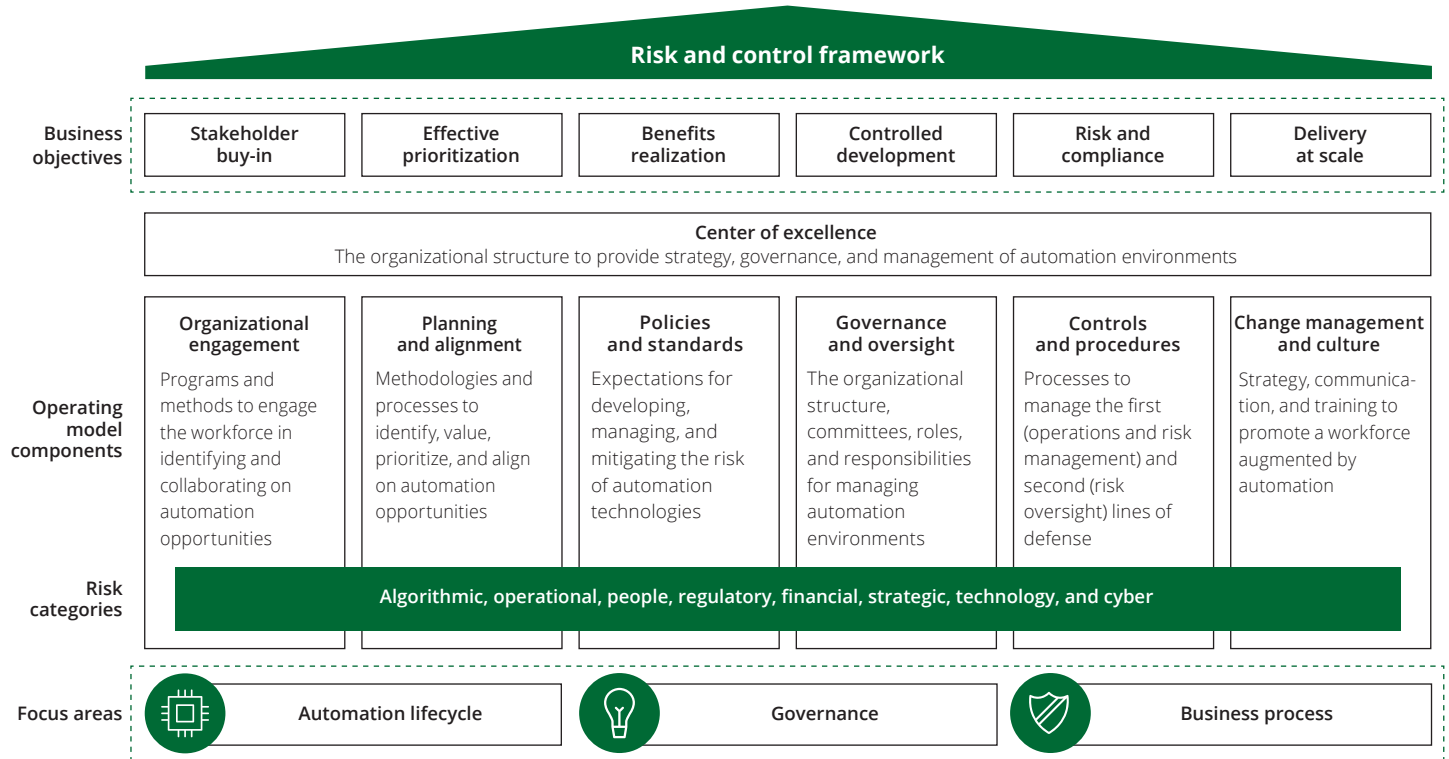 Risk and control framework
Business
objectives
Stakeholder
buy-in
Effective
prioritization
Benefits
realization
Controlled
development
Risk and
compliance
Delivery
at scale
Center of excellence
The organizational structure to provide strategy, governance, and management of automation environments
Operating
model
components
Organizational
engagement
Programs and
methods to engage
the workforce in
identifying and
collaborating on
automation
opportunities
Planning
and alignment
Methodologies and
processes to
identify, value,
prioritize, and align
on automation
opportunities
Policies
and standards
Expectations for
developing,
managing, and
mitigating the risk
of automation
technologies
Governance
and oversight
The organizational
structure,
committees, roles,
and responsibilities
for managing
automation
environments
Controls
and procedures
Processes to
manage the first
(operations and risk
management) and
second (risk
oversight) lines of
defense
Change management
and culture
Strategy, communica-
tion, and training to
promote a workforce
augmented by
automation
Risk
categories
Algorithmic, operational, people, regulatory, financial, strategic, technology, and cyber
Focus areas
Automation lifecycle
Governance
Business process